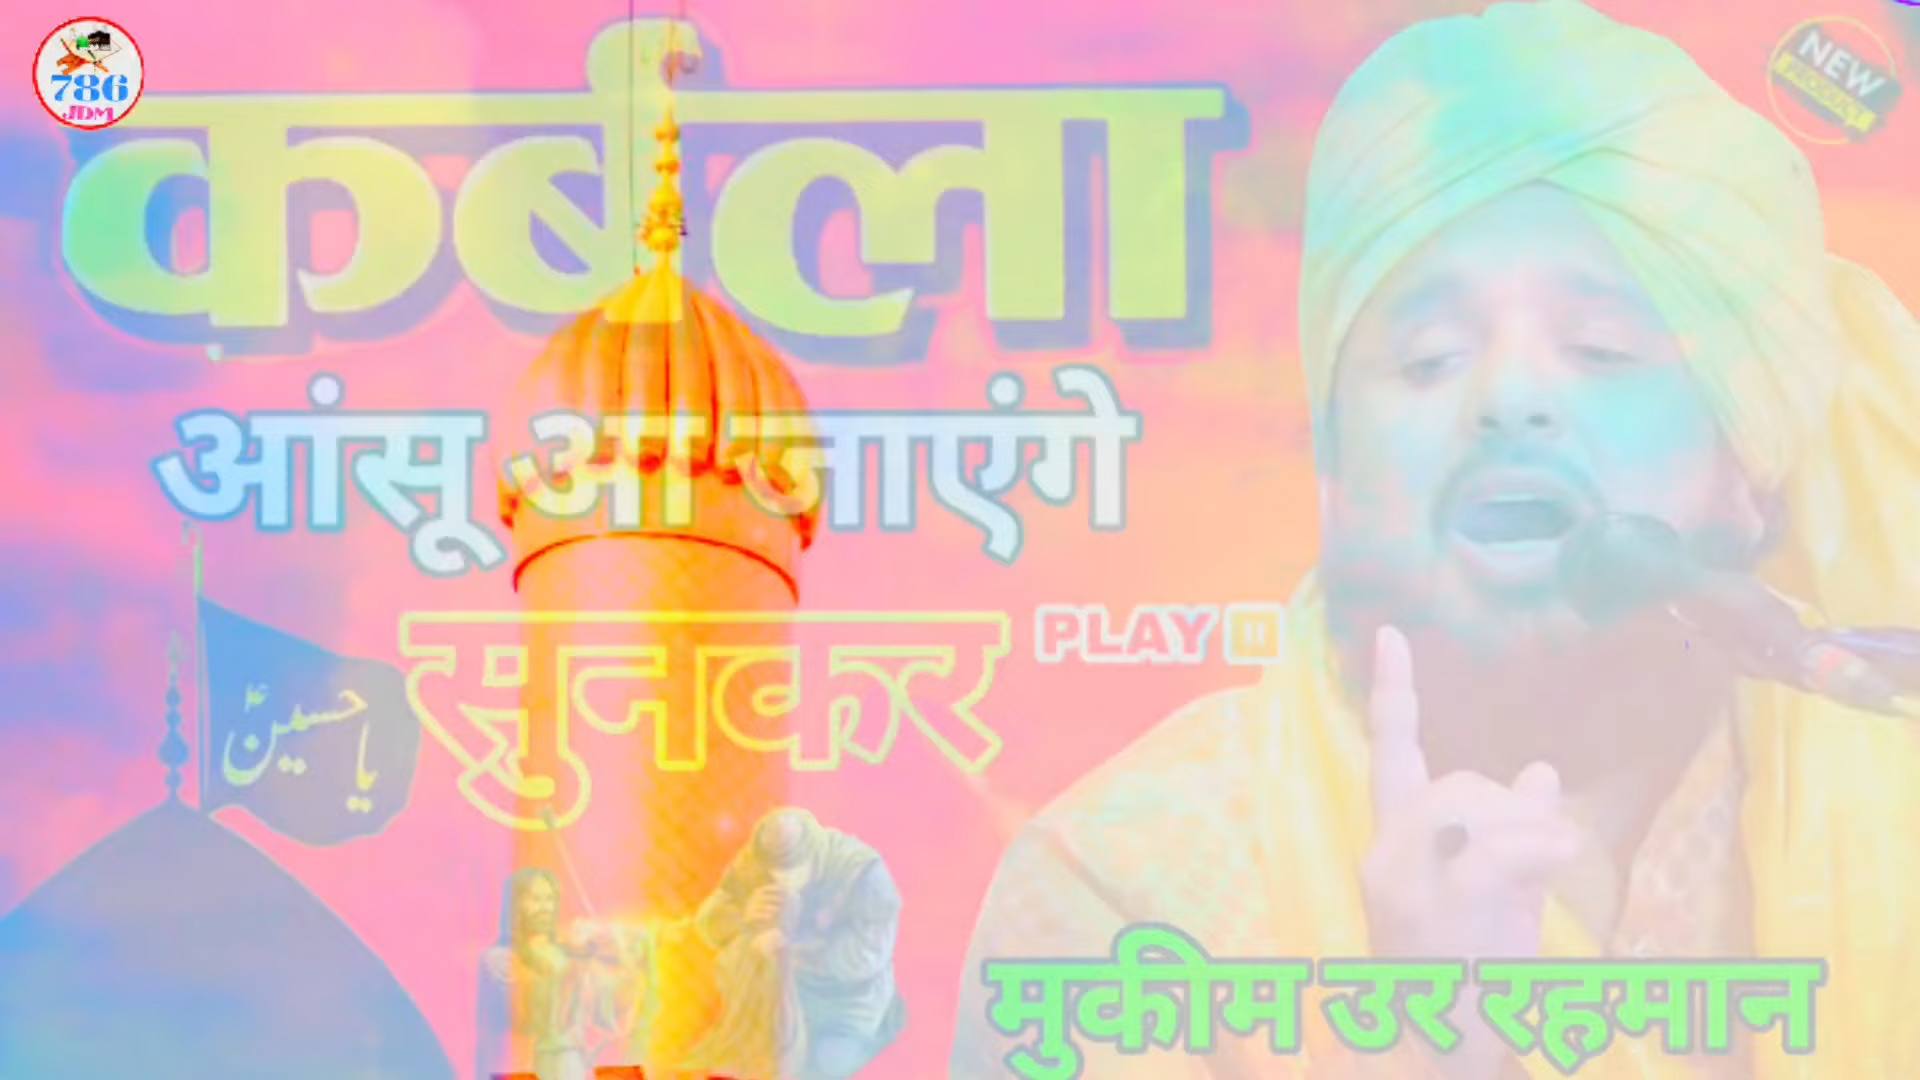 786
JDM
NEW
कर्बला
आंसू आ जाएंगे
सुनकर
PLAY
يا حسينؑ
मुकीम उर रहमान